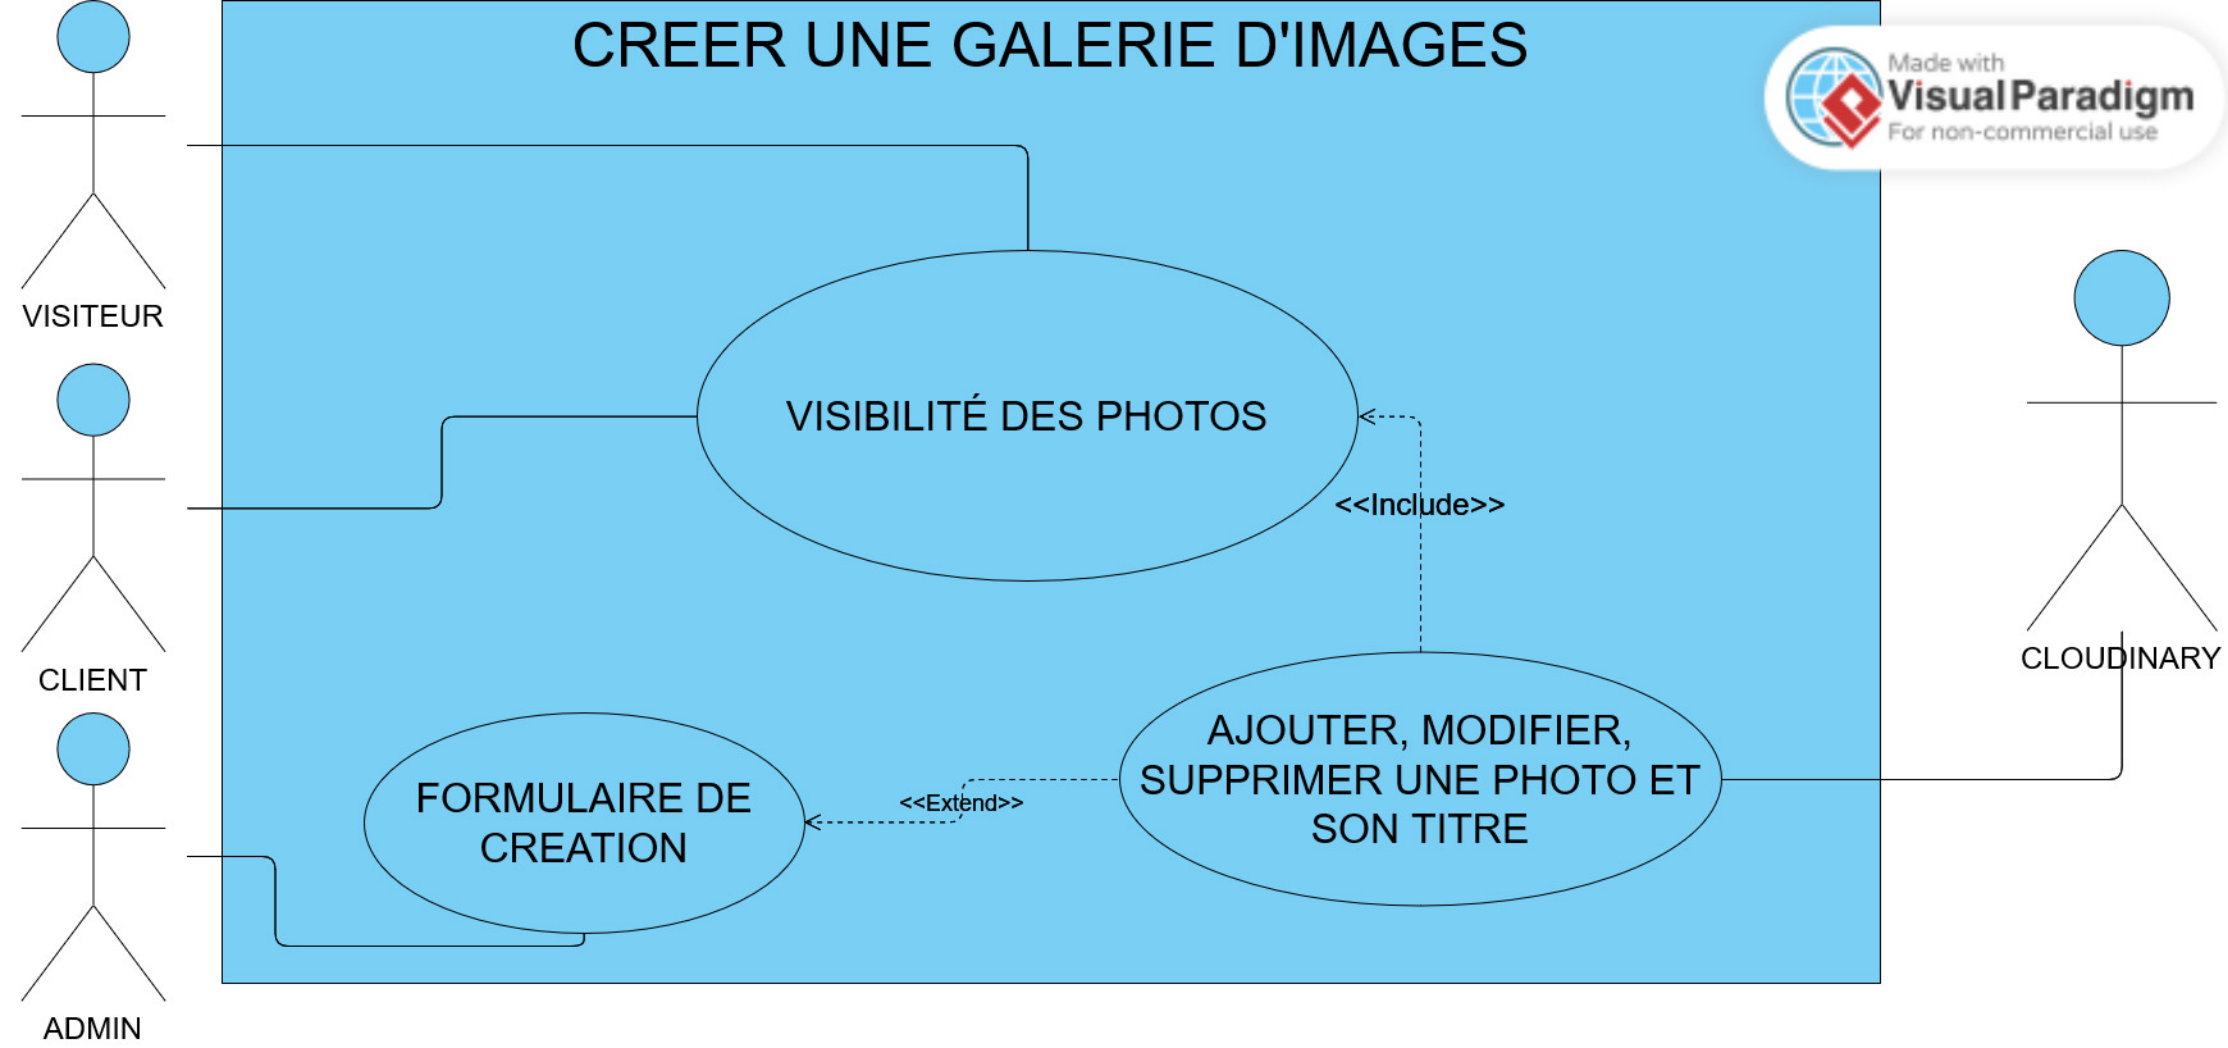 CREER UNE GALERIE D'IMAGES
Made with
Visual Paradigm
For non-commercial use
VISITEUR
VISIBILITÉ DES PHOTOS
<<Include>>
CLIENT
CLOUDINARY
AJOUTER, MODIFIER,
SUPPRIMER UNE PHOTO ET
SON TITRE
<<Extend>>
FORMULAIRE DE
CREATION
ADMIN